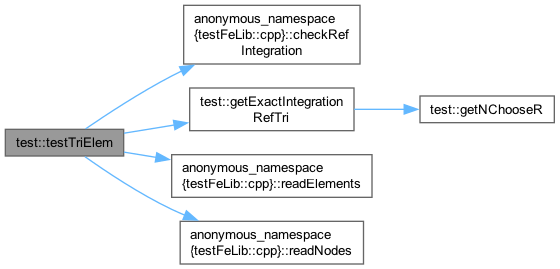 anonymous_namespace
{testFeLib::cpp}::checkRef
Integration
test::getExactIntegration
RefTri
test::getNChooseR
test::testTriElem
anonymous_namespace
{testFeLib::cpp}::readElements
anonymous_namespace
{testFeLib::cpp}::readNodes